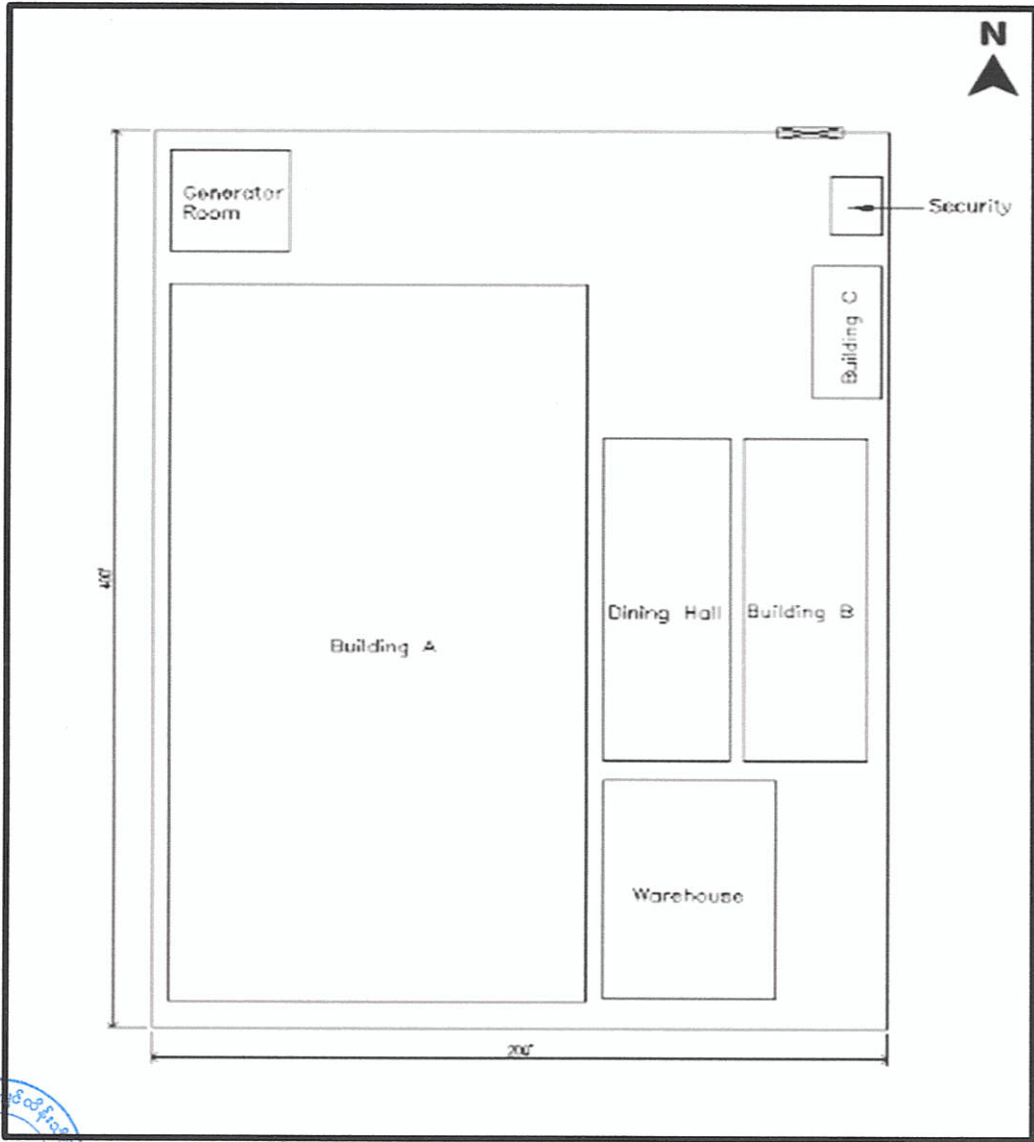 N
Generator
Room
Security
Building C
400'
Dining Hall
Building B
Building A
Warehouse
200'